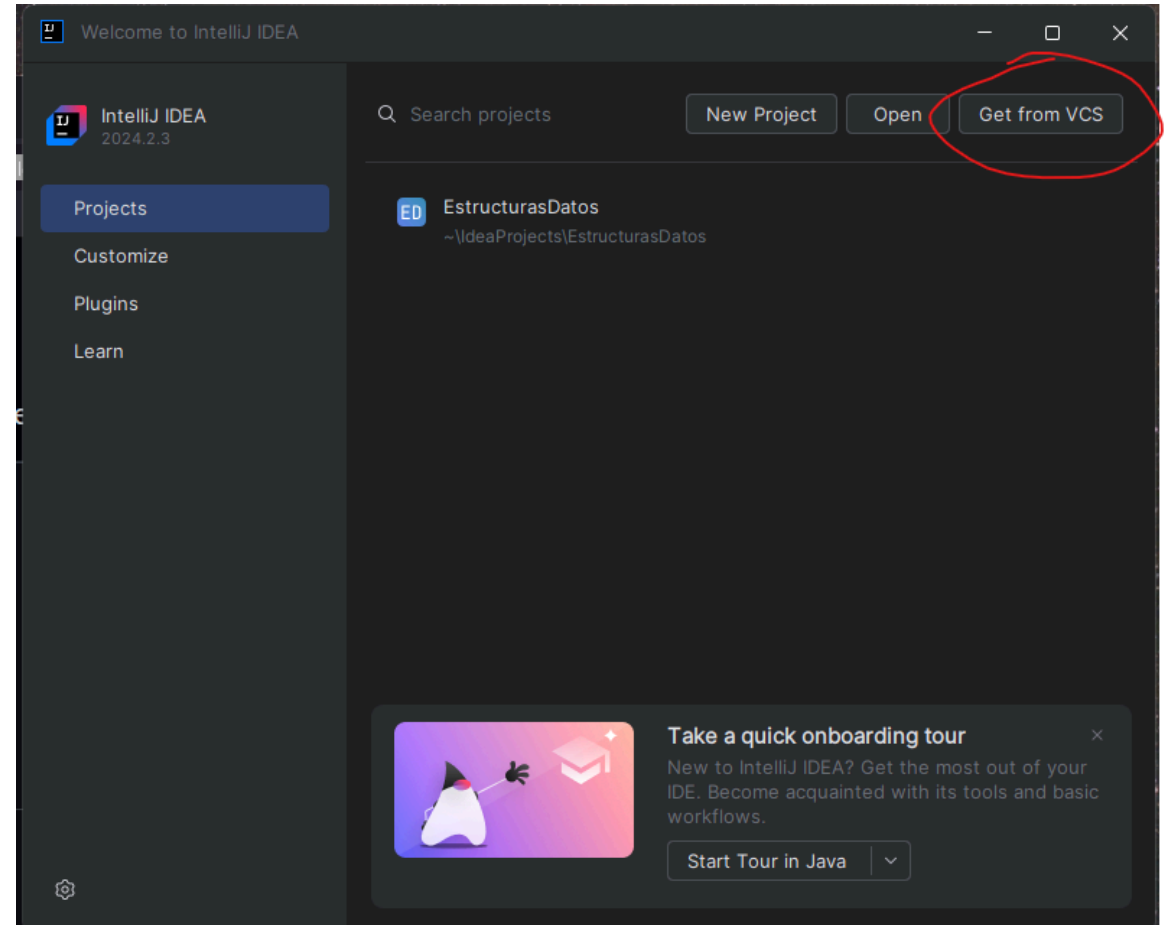 Welcome to IntelliJ IDEA
IntelliJ IDEA
2024.2.3
Search projects
New Project
Open
Get from VCS
Projects
Customize
Plugins
Learn
ED
EstructurasDatos
~\IdeaProjects\EstructurasDatos
Take a quick onboarding tour
New to IntelliJ IDEA? Get the most out of your
IDE. Become acquainted with its tools and basic
workflows.
Start Tour in Java